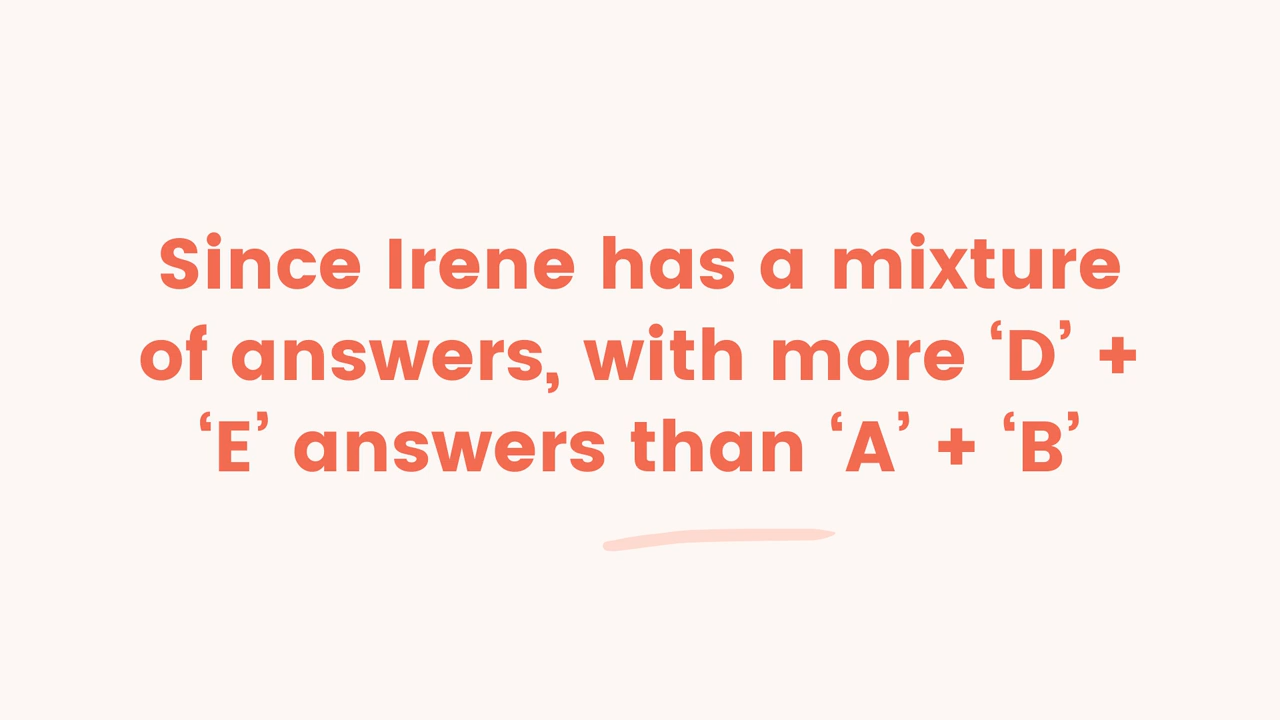 Since Irene has a mixture
of answers, with more ‘D’ +
‘E’ answers than ‘A’ + ‘B’